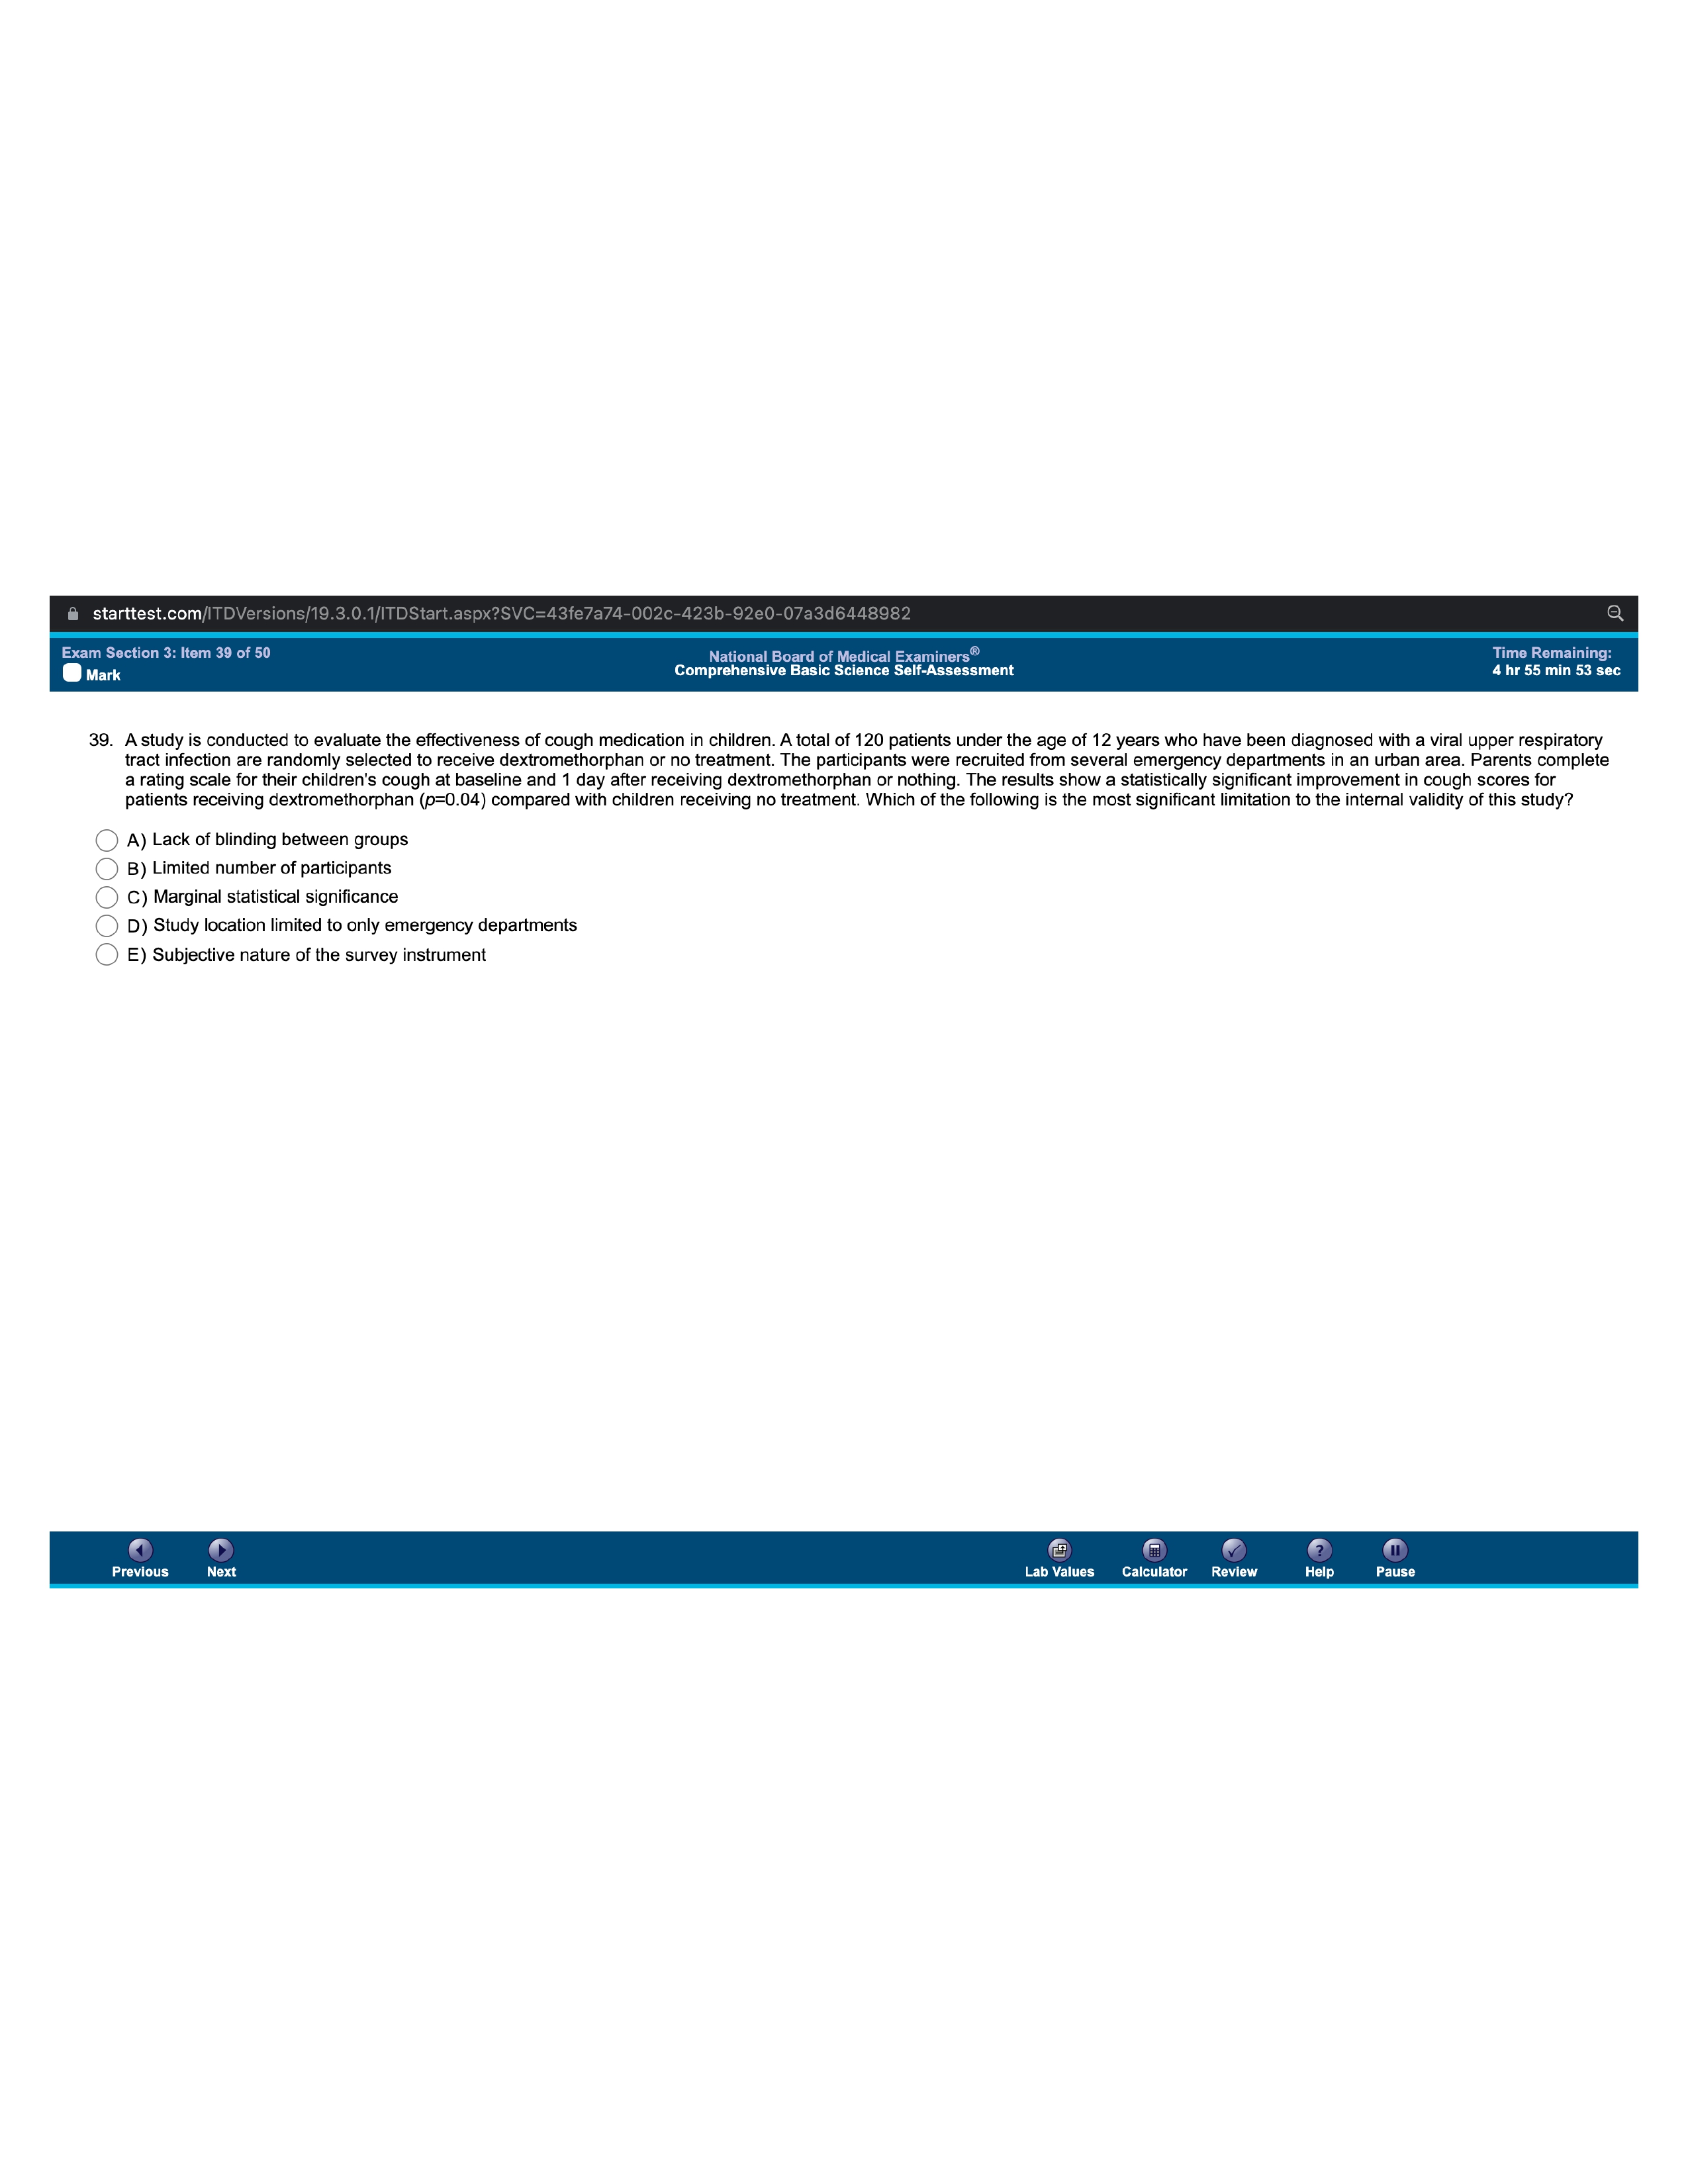 starttest.com/ITDVersions/19.3.0.1/ITDStart.aspx?SVC=43fe7a74-002c-423b-92e0-07a3d6448982
Exam Section 3: Item 39 of 50
Mark
National Board of Medical Examiners®
Comprehensive Basic Science Self-Assessment
Time Remaining:
4 hr 55 min 53 sec
39. A study is conducted to evaluate the effectiveness of cough medication in children. A total of 120 patients under the age of 12 years who have been diagnosed with a viral upper respiratory
tract infection are randomly selected to receive dextromethorphan or no treatment. The participants were recruited from several emergency departments in an urban area. Parents complete
a rating scale for their children's cough at baseline and 1 day after receiving dextromethorphan or nothing. The results show a statistically significant improvement in cough scores for
patients receiving dextromethorphan (p=0.04) compared with children receiving no treatment. Which of the following is the most significant limitation to the internal validity of this study?
A) Lack of blinding between groups
B) Limited number of participants
C) Marginal statistical significance
D) Study location limited to only emergency departments
E) Subjective nature of the survey instrument
Previous
Next
Lab Values
Calculator
Review
Help
Pause